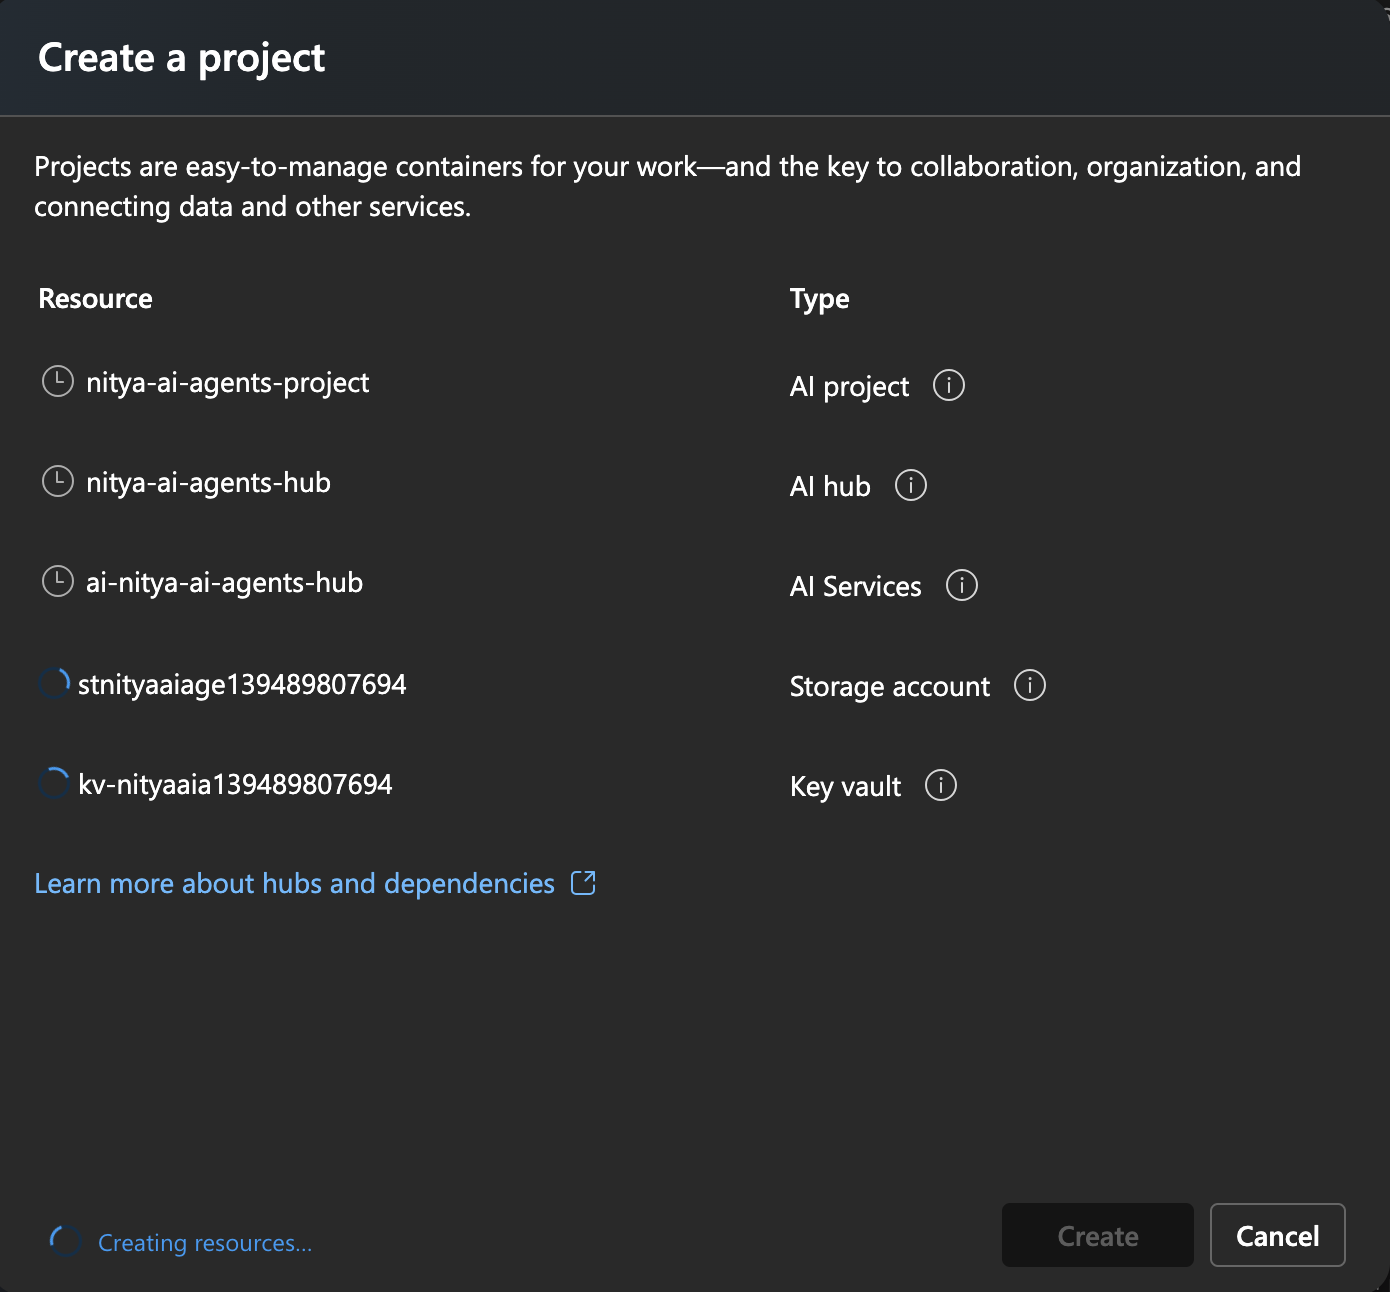 Create a project
Projects are easy-to-manage containers for your work—and the key to collaboration, organization, and
connecting data and other services.
Resource Type
nitya-ai-agents-project AI project
nitya-ai-agents-hub AI hub
ai-nitya-ai-agents-hub AI Services
stnityaaiage139489807694 Storage account
kv-nityaaia139489807694 Key vault
Learn more about hubs and dependencies
Creating resources... Create Cancel